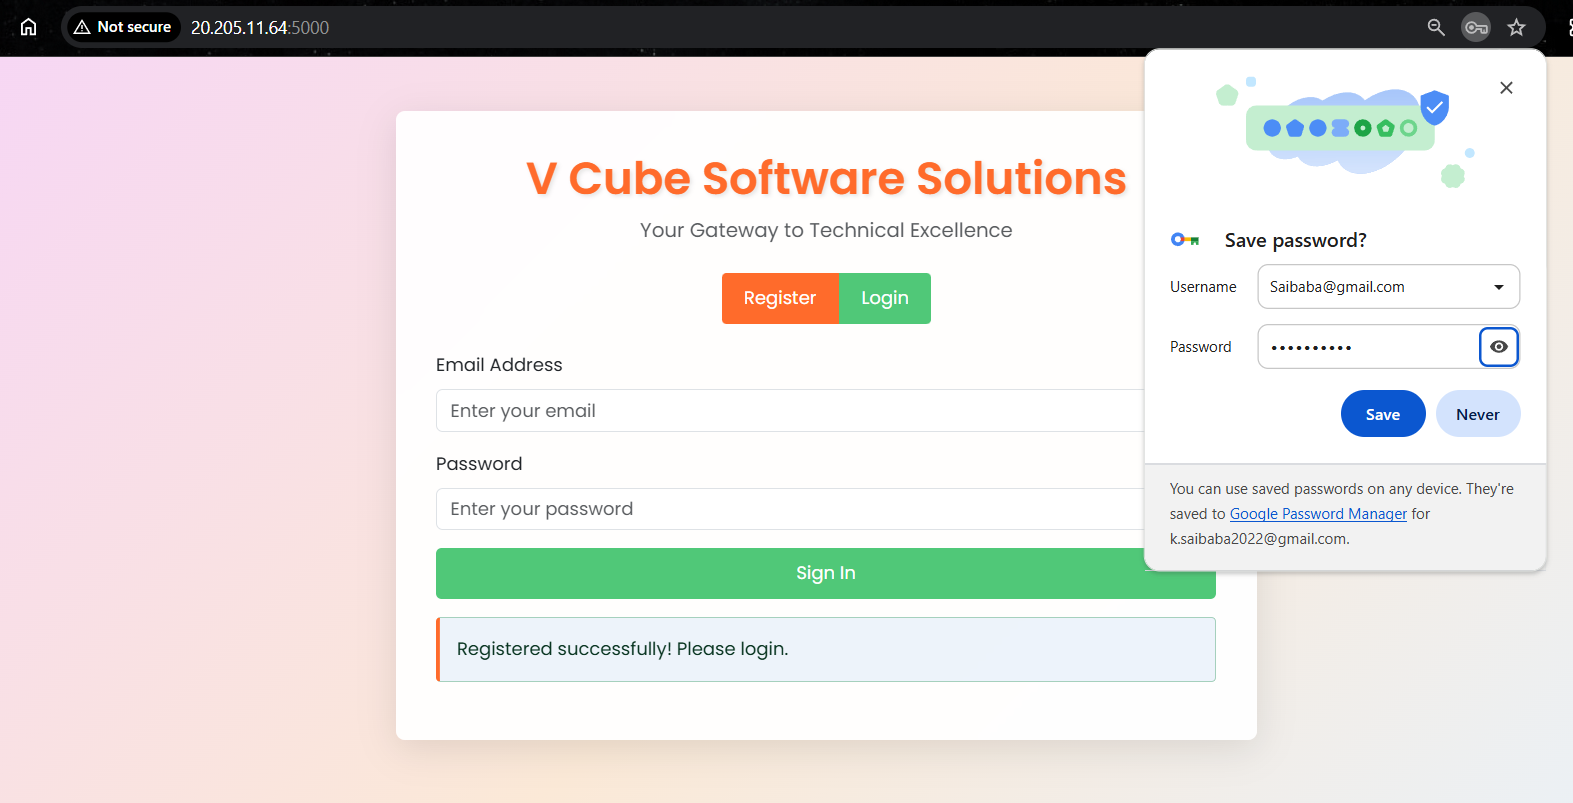 Not secure 20.205.11.64:5000
V Cube Software Solutions
Your Gateway to Technical Excellence
Register Login
Email Address
Enter your email
Password
Enter your password
Sign In
Registered successfully! Please login.
Save password?
Username Saibaba@gmail.com
Password ••••••••••
Save Never
You can use saved passwords on any device. They're
saved to Google Password Manager for
k.saibaba2022@gmail.com.